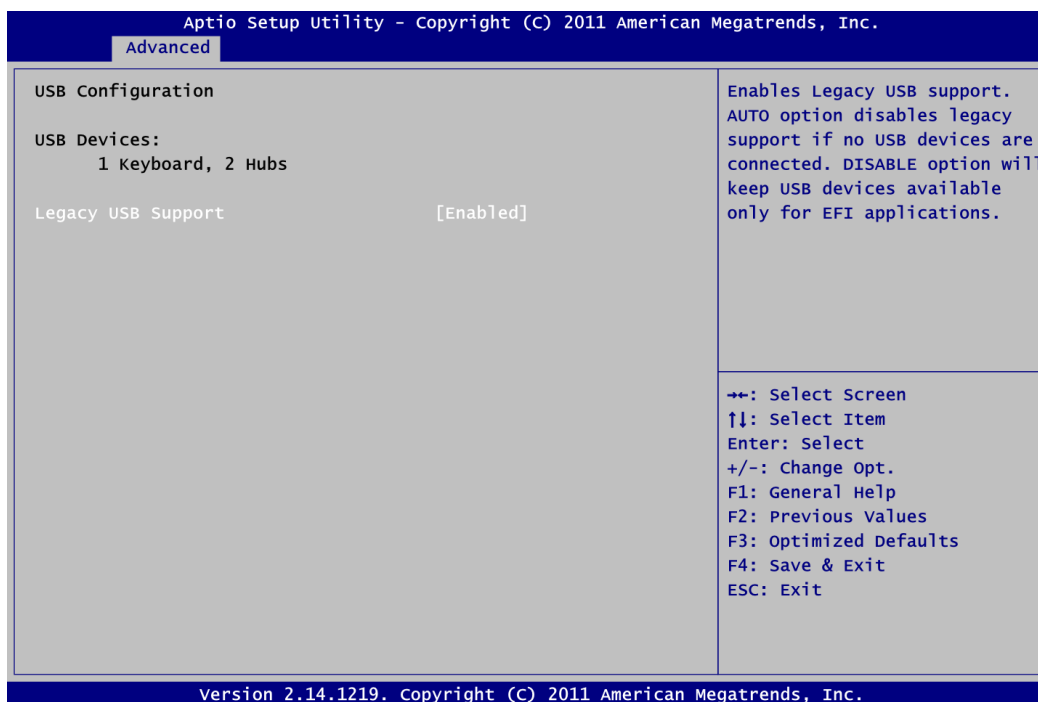 Aptio Setup Utility - Copyright (C) 2011 American Megatrends, Inc.
Advanced
USB Configuration
USB Devices:
1 Keyboard, 2 Hubs
Legacy USB Support [Enabled]
Enables Legacy USB support.
AUTO option disables legacy
support if no USB devices are
connected. DISABLE option will
keep USB devices available
only for EFI applications.
→←: Select Screen
↑↓: Select Item
Enter: Select
+/-: Change Opt.
F1: General Help
F2: Previous Values
F3: Optimized Defaults
F4: Save & Exit
ESC: Exit
Version 2.14.1219. Copyright (C) 2011 American Megatrends, Inc.